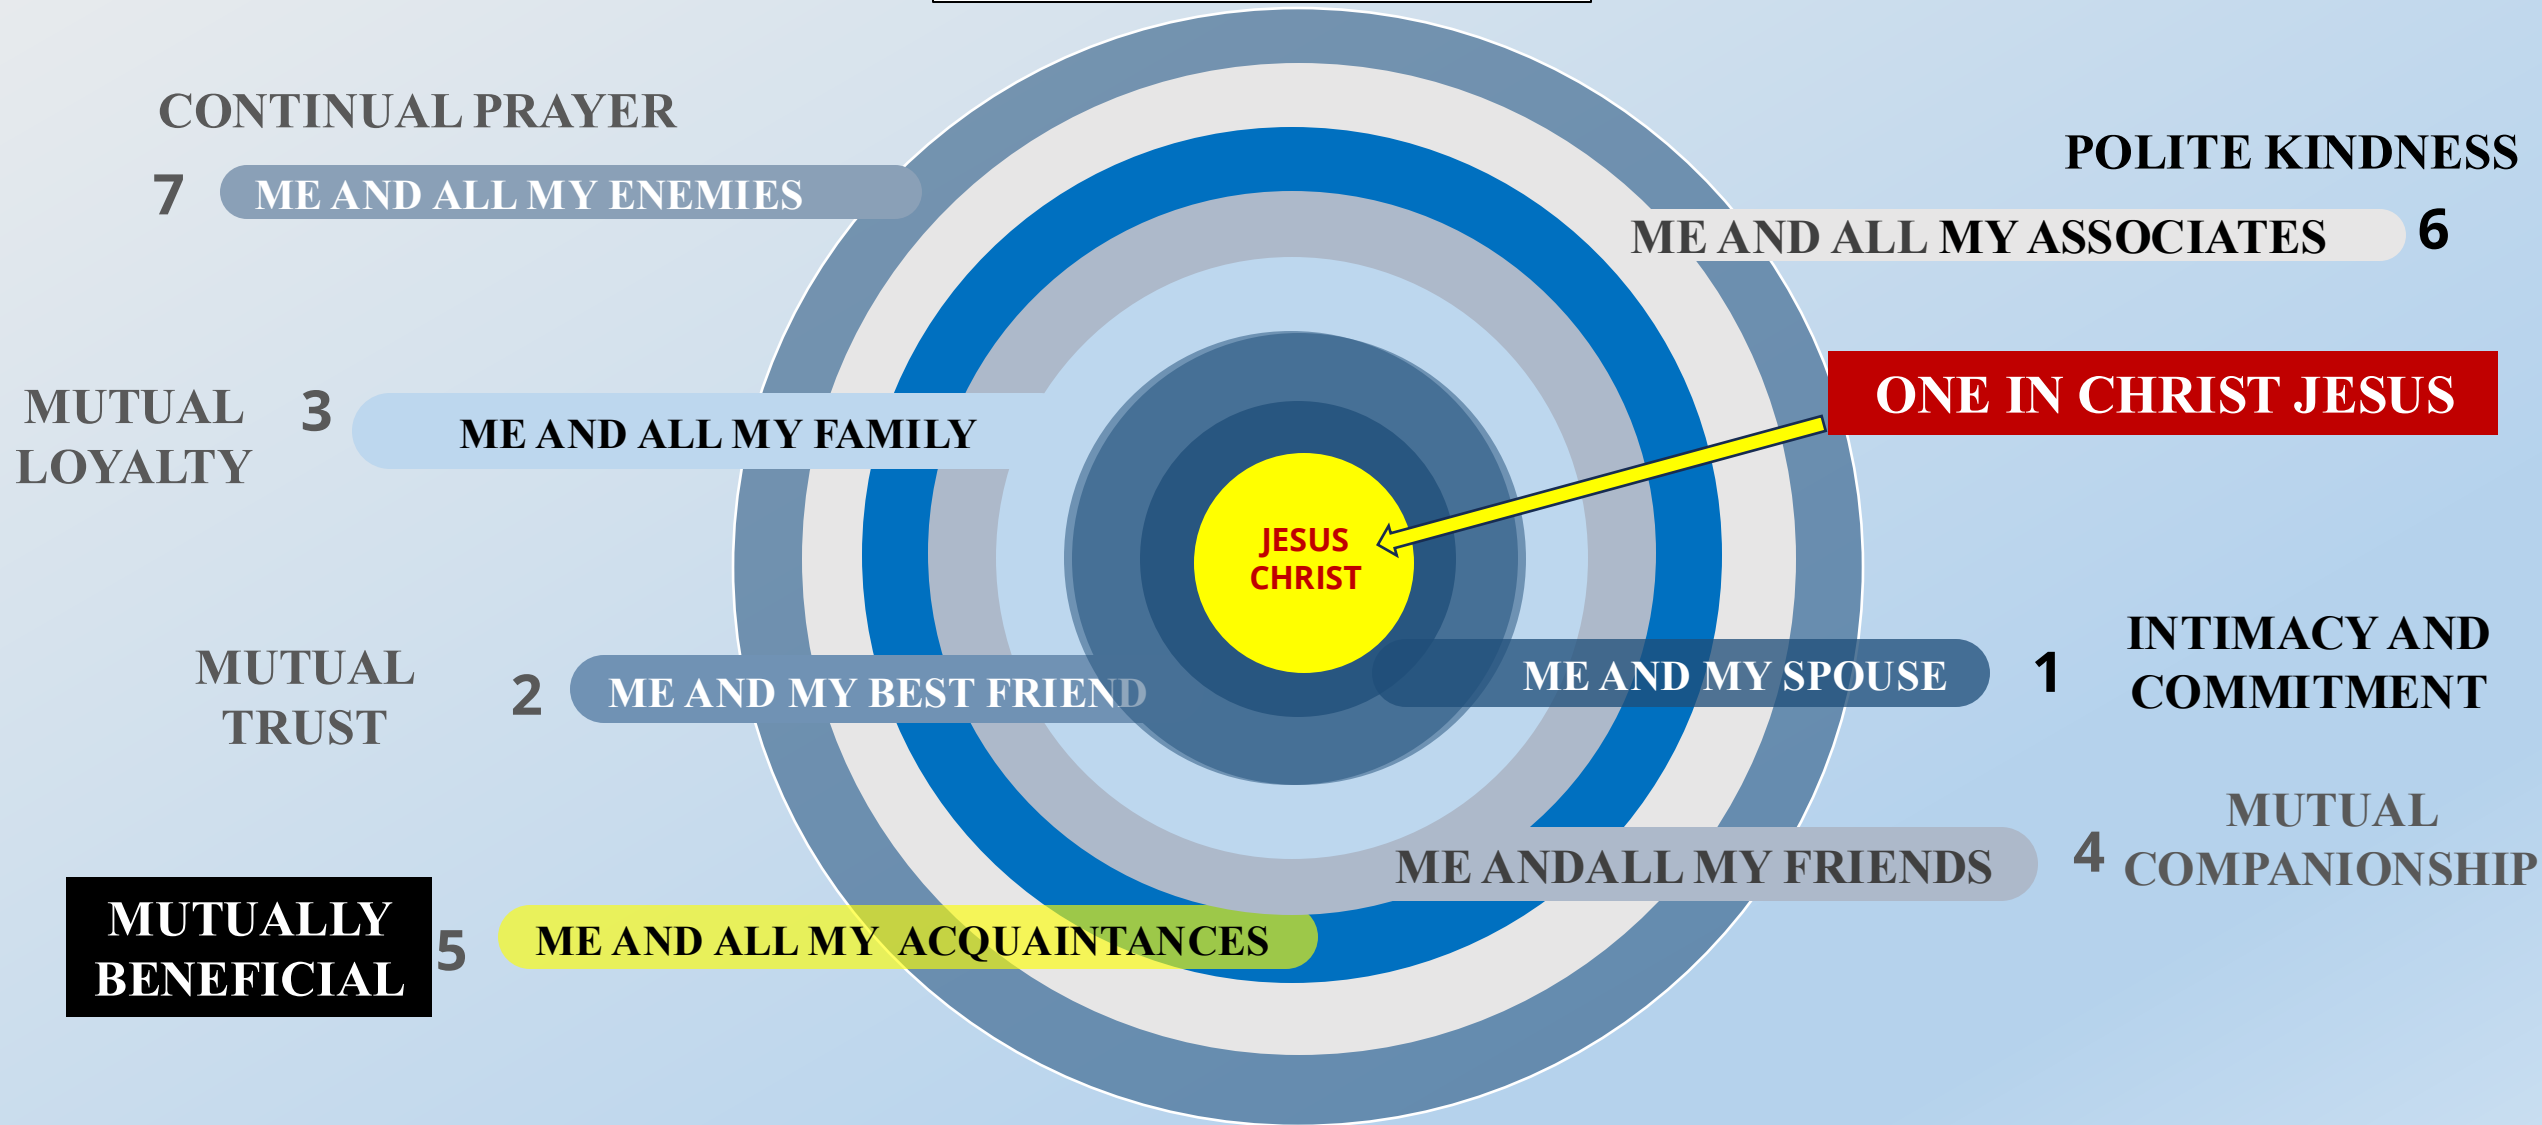 CONTINUAL PRAYER
7
ME AND ALL MY ENEMIES
POLITE KINDNESS
ME AND ALL MY ASSOCIATES
6
ONE IN CHRIST JESUS
MUTUAL
LOYALTY
3
ME AND ALL MY FAMILY
JESUS
CHRIST
MUTUAL
TRUST
2
ME AND MY BEST FRIEND
ME AND MY SPOUSE
1
INTIMACY AND
COMMITMENT
ME ANDALL MY FRIENDS
4
MUTUAL
COMPANIONSHIP
MUTUALLY
BENEFICIAL
5
ME AND ALL MY ACQUAINTANCES